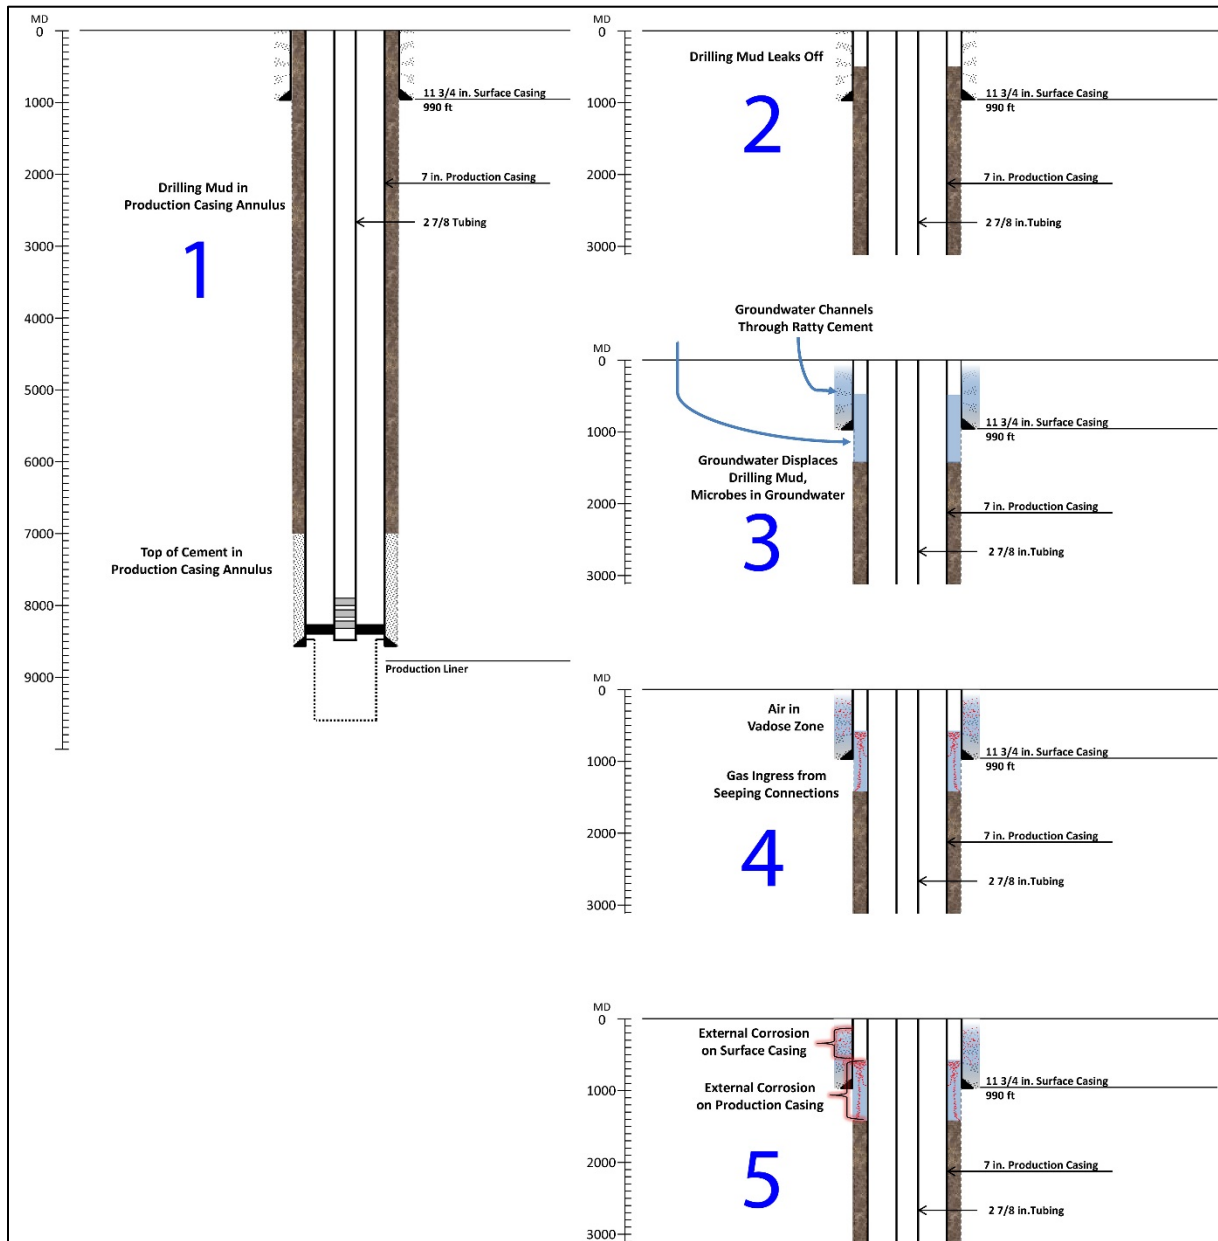 MD
0
1000
2000
3000
4000
5000
6000
7000
8000
9000
11 3/4 in. Surface Casing
990 ft
7 in. Production Casing
Drilling Mud in
Production Casing Annulus
2 7/8 Tubing
1
Top of Cement in
Production Casing Annulus
Production Liner
MD
0
1000
2000
3000
Drilling Mud Leaks Off
2
11 3/4 in. Surface Casing
990 ft
7 in. Production Casing
2 7/8 in.Tubing
Groundwater Channels
Through Ratty Cement
MD
0
1000
2000
3000
11 3/4 in. Surface Casing
990 ft
Groundwater Displaces
Drilling Mud,
Microbes in Groundwater
3
7 in. Production Casing
2 7/8 in.Tubing
MD
0
1000
2000
3000
Air in
Vadose Zone
11 3/4 in. Surface Casing
990 ft
Gas Ingress from
Seeping Connections
4
7 in. Production Casing
2 7/8 in.Tubing
MD
0
1000
2000
3000
External Corrosion
on Surface Casing
11 3/4 in. Surface Casing
990 ft
External Corrosion
on Production Casing
5
7 in. Production Casing
2 7/8 in.Tubing